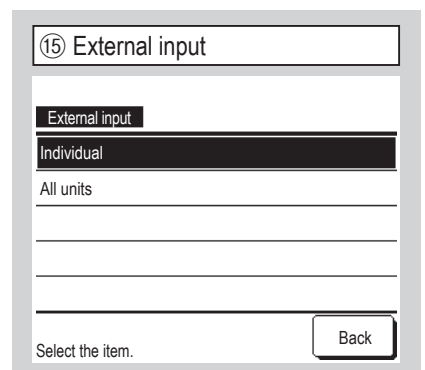 ⑮ External input
External input
Individual
All units
Select the item.
Back